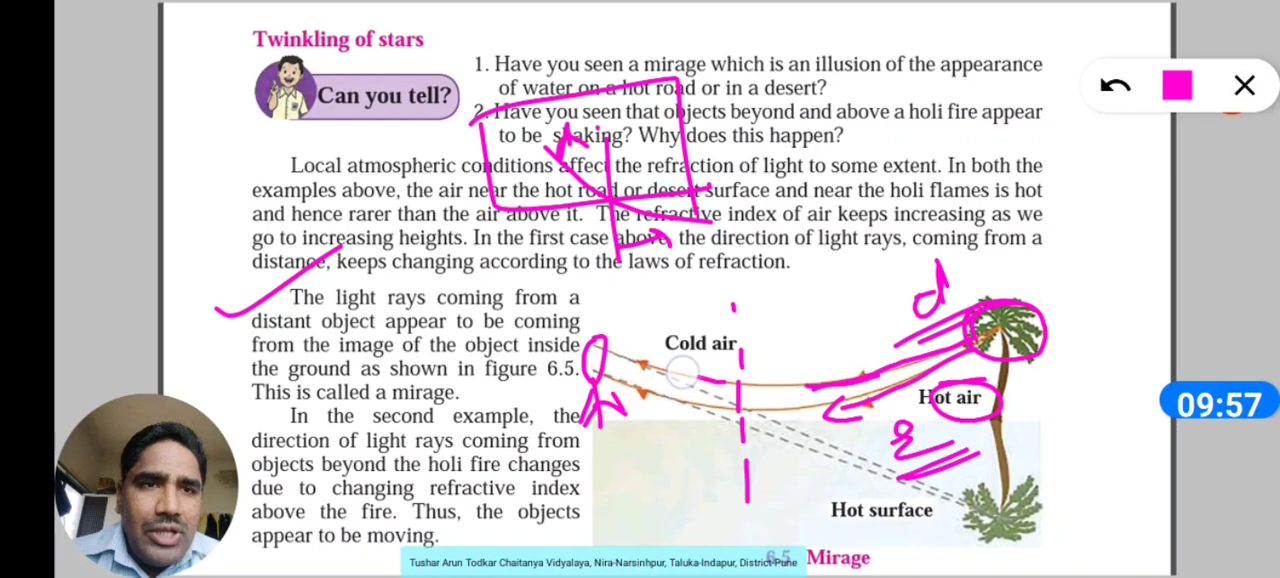 Twinkling of stars
Can you tell?
1. Have you seen a mirage which is an illusion of the appearance
of water on a hot road or in a desert?
2. Have you seen that objects beyond and above a holi fire appear
to be shaking? Why does this happen?
Local atmospheric conditions affect the refraction of light to some extent. In both the
examples above, the air near the hot road or desert surface and near the holi flames is hot
and hence rarer than the air above it. The refractive index of air keeps increasing as we
go to increasing heights. In the first case above, the direction of light rays, coming from a
distance, keeps changing according to the laws of refraction.
The light rays coming from a
distant object appear to be coming
from the image of the object inside
the ground as shown in figure 6.5.
This is called a mirage.
In the second example, the
direction of light rays coming from
objects beyond the holi fire changes
due to changing refractive index
above the fire. Thus, the objects
appear to be moving.
d
Cold air
Hot air
Hot surface
6.5 Mirage
09:57
Tushar Arun Todkar Chaitanya Vidyalaya, Nira-Narsinhpur, Taluka-Indapur, District-Pune